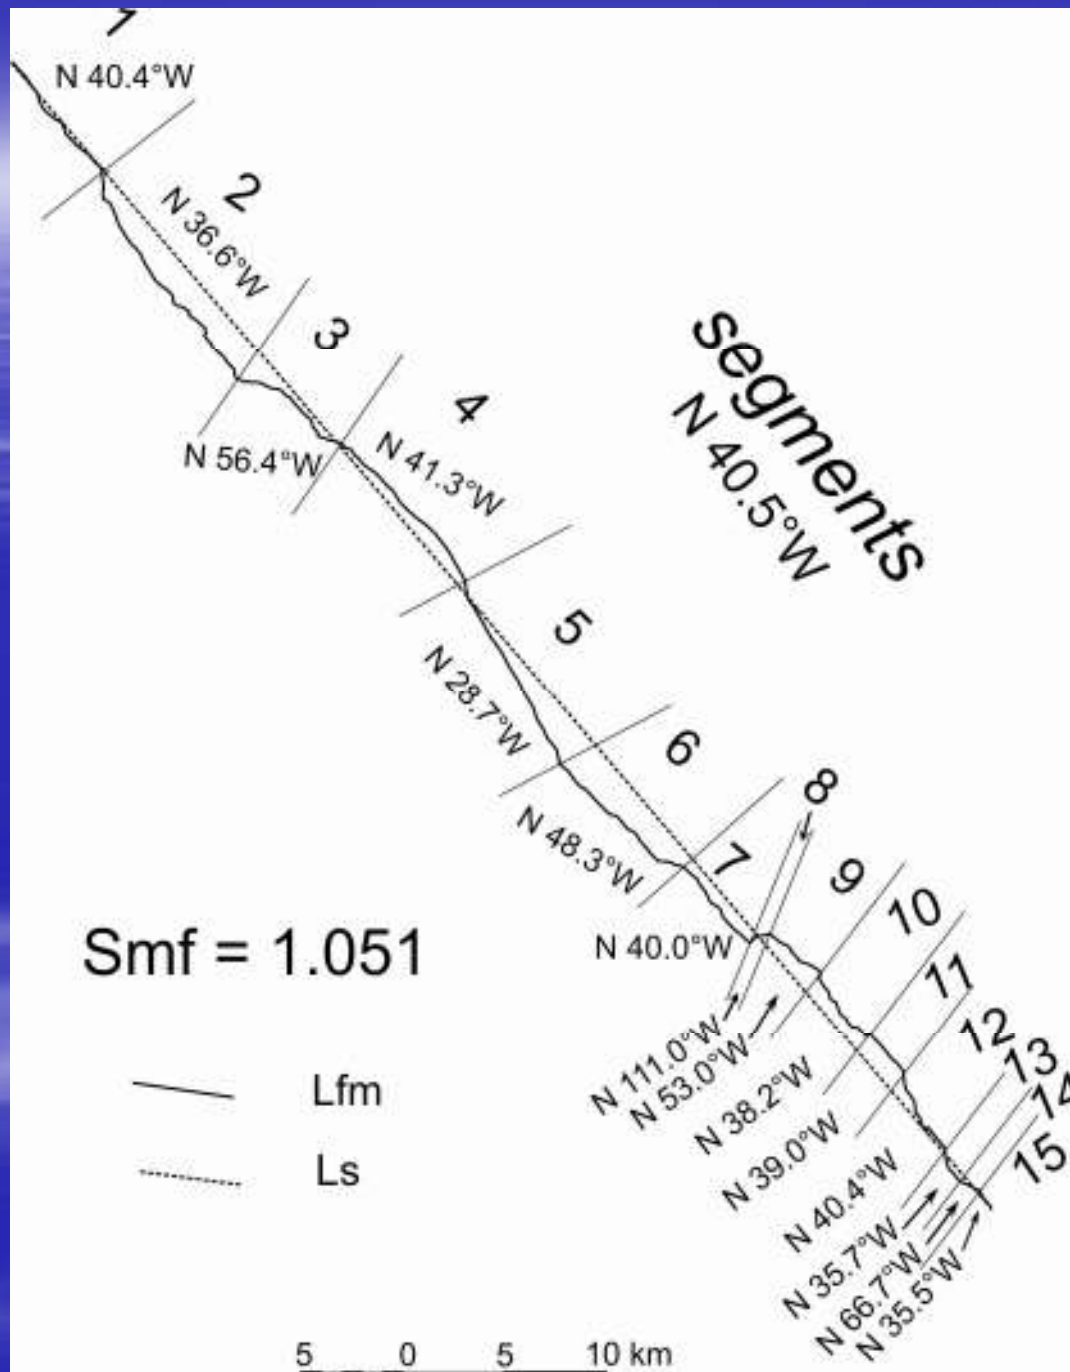 1
N 40.4°W
2
N 36.6°W
3
N 56.4°W
4
N 41.3°W
segments
N 40.5°W
5
N 28.7°W
6
N 48.3°W
7
N 40.0°W
8
N 111.0°W
9
N 53.0°W
10
N 38.2°W
11
N 39.0°W
12
N 40.4°W
13
N 35.7°W
14
N 66.7°W
15
N 35.5°W
Smf = 1.051
Lfm
Ls
5 0 5 10 km